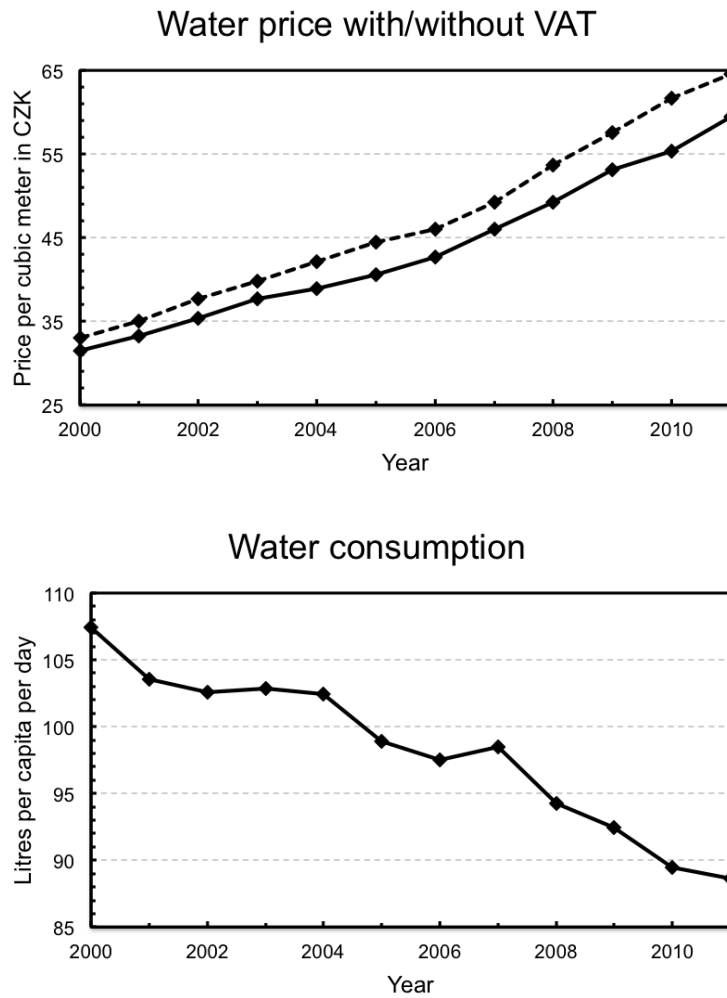 Water price with/without VAT
Price per cubic meter in CZK
65
55
45
35
25
2000 2002 2004 2006 2008 2010
Year
Water consumption
Litres per capita per day
110
105
100
95
90
85
2000 2002 2004 2006 2008 2010
Year